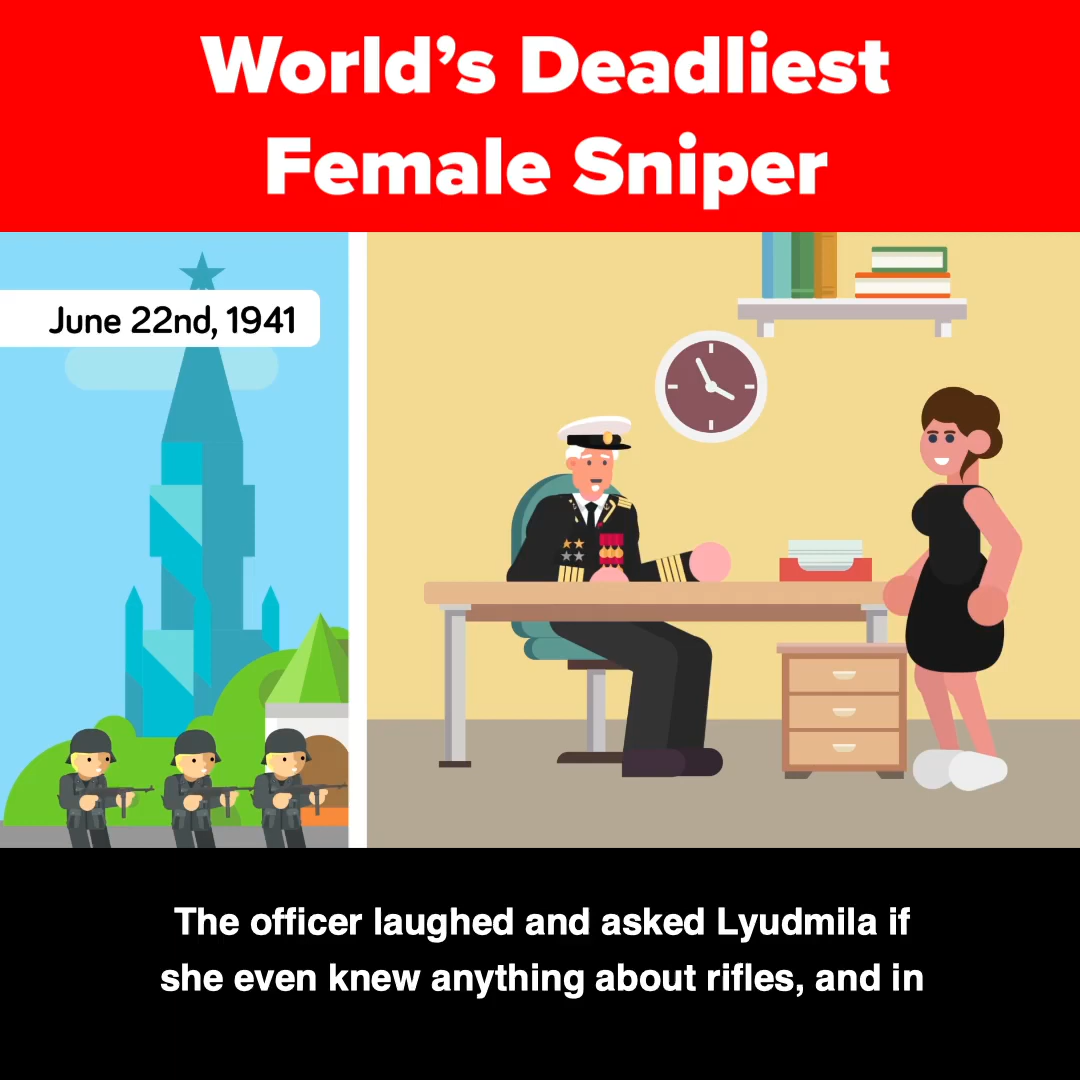 World’s Deadliest
Female Sniper
June 22nd, 1941
The officer laughed and asked Lyudmila if
she even knew anything about rifles, and in